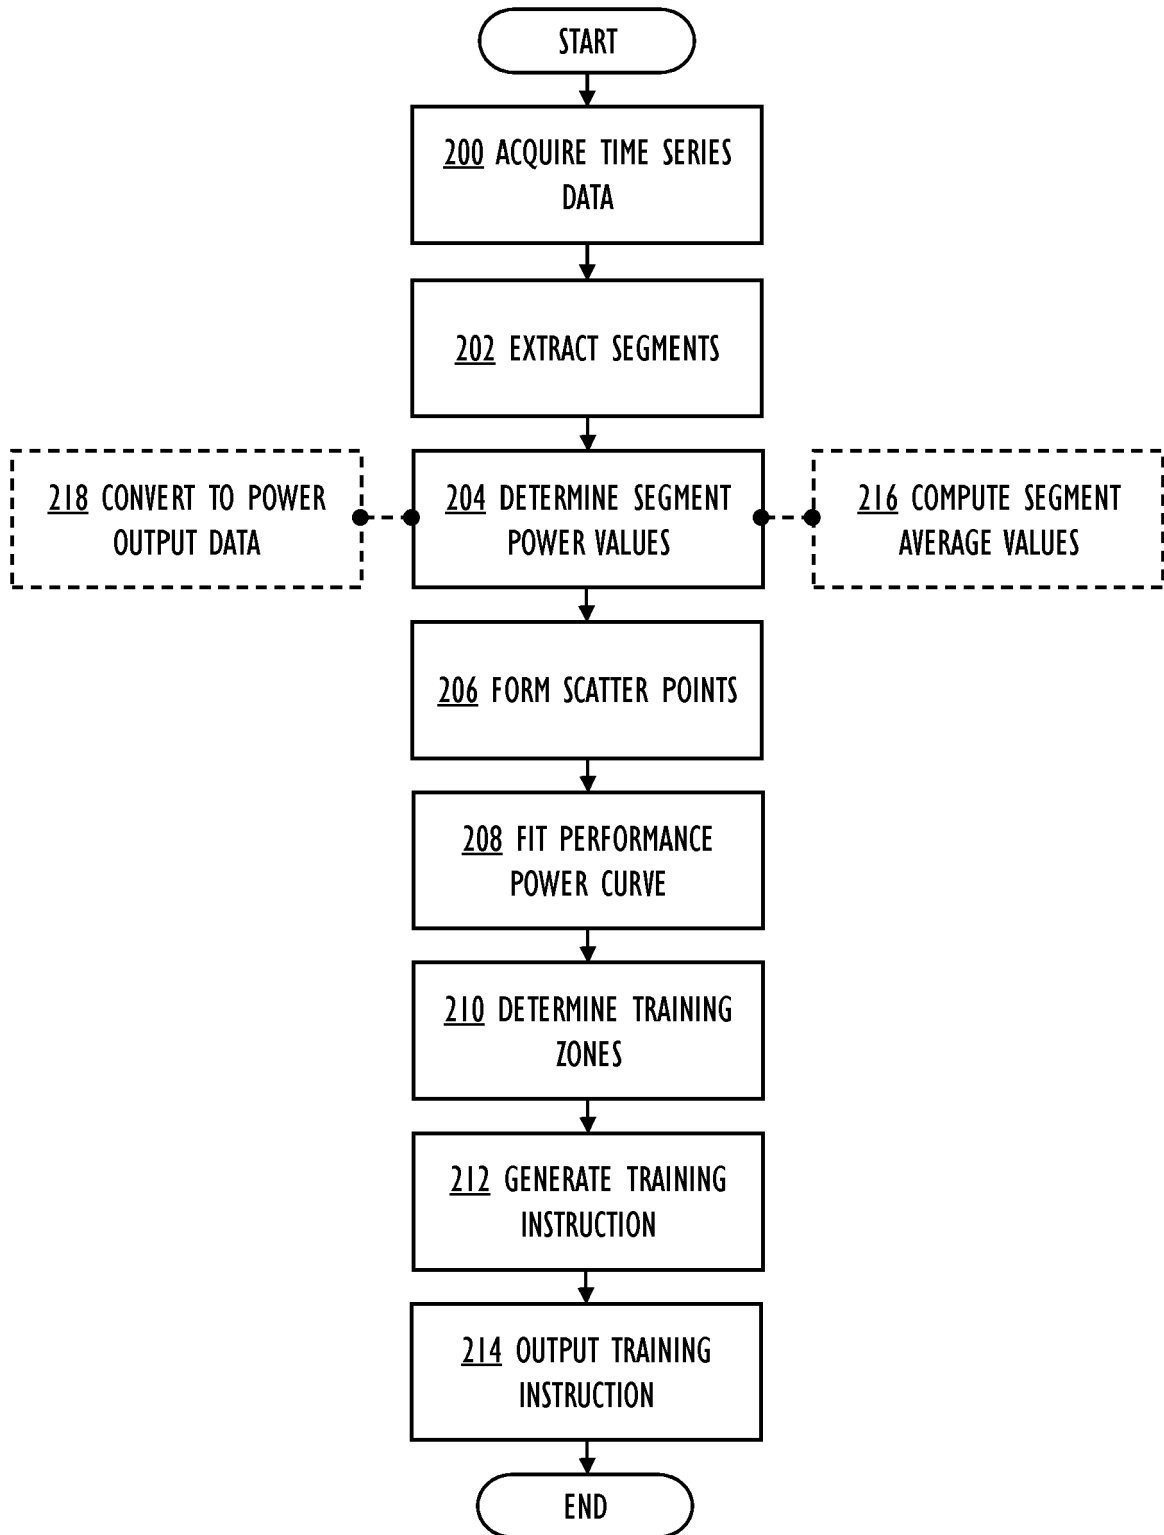 START
200 ACQUIRE TIME SERIES
DATA
202 EXTRACT SEGMENTS
218 CONVERT TO POWER
OUTPUT DATA
204 DETERMINE SEGMENT
POWER VALUES
216 COMPUTE SEGMENT
AVERAGE VALUES
206 FORM SCATTER POINTS
208 FIT PERFORMANCE
POWER CURVE
210 DETERMINE TRAINING
ZONES
212 GENERATE TRAINING
INSTRUCTION
214 OUTPUT TRAINING
INSTRUCTION
END